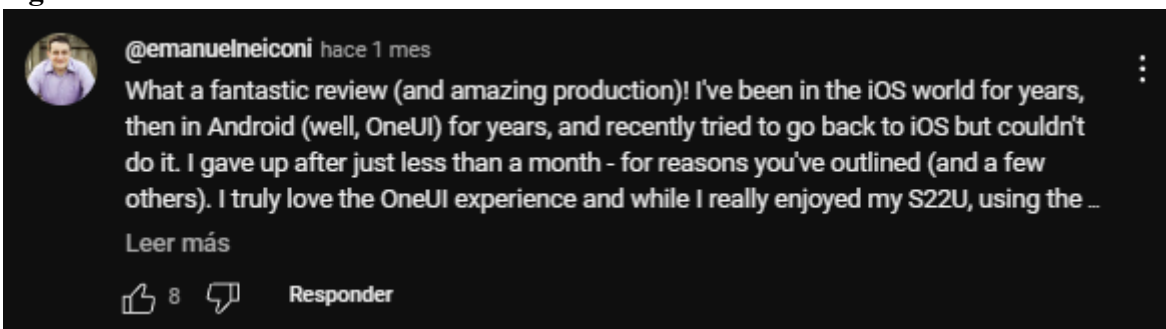 @emanuelneiconi hace 1 mes
What a fantastic review (and amazing production)! I've been in the iOS world for years,
then in Android (well, OneUI) for years, and recently tried to go back to iOS but couldn't
do it. I gave up after just less than a month - for reasons you've outlined (and a few
others). I truly love the OneUI experience and while I really enjoyed my S22U, using the ...
Leer más
8 Responder